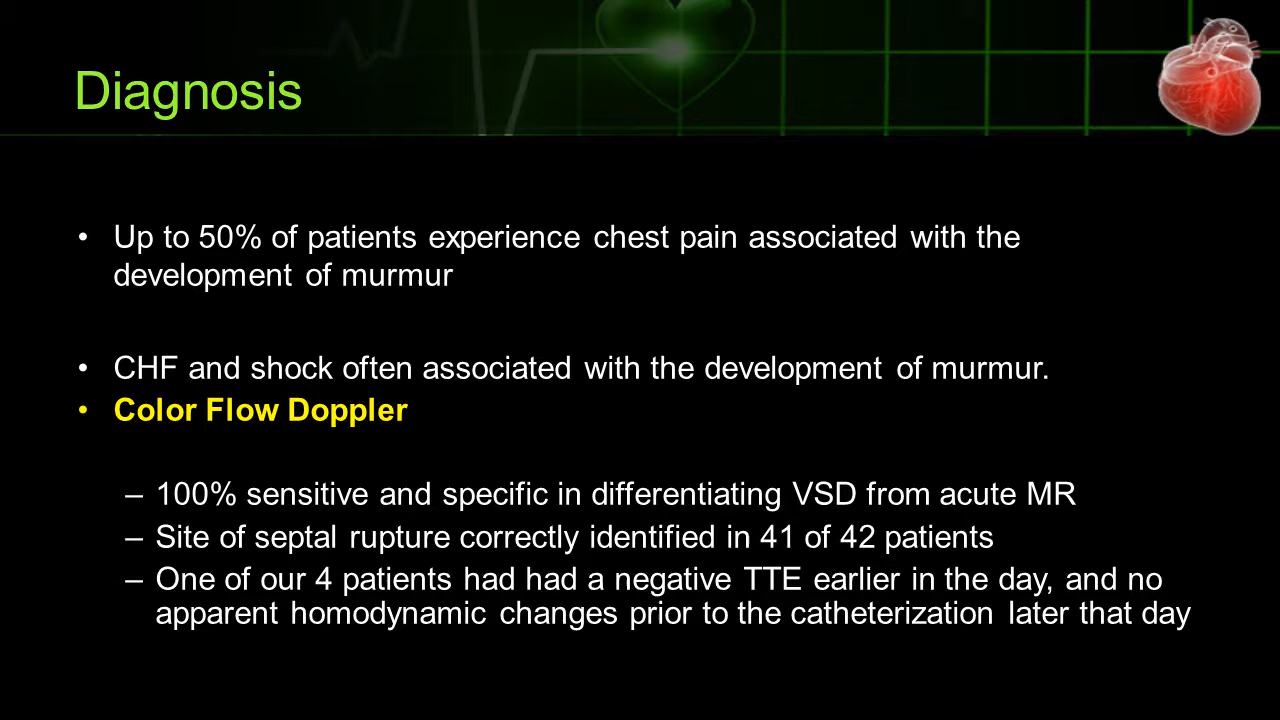 Diagnosis
• Up to 50% of patients experience chest pain associated with the
development of murmur
• CHF and shock often associated with the development of murmur.
• Color Flow Doppler
– 100% sensitive and specific in differentiating VSD from acute MR
– Site of septal rupture correctly identified in 41 of 42 patients
– One of our 4 patients had had a negative TTE earlier in the day, and no
apparent homodynamic changes prior to the catheterization later that day